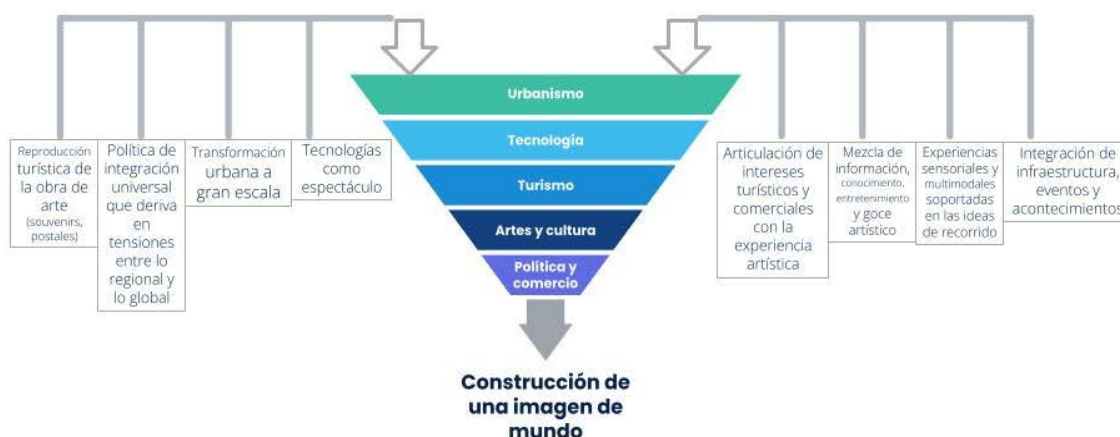 Urbanismo
Tecnología
Turismo
Artes y cultura
Política y
comercio
Construcción de
una imagen de
mundo
Reproducción
turística de
la obra de
arte
(souvenirs,
postales)
Política de
integración
universal
que deriva
en
tensiones
entre lo
regional y
lo global
Transformación
urbana a
gran escala
Tecnologías
como
espectáculo
Articulación de
intereses
turísticos y
comerciales
con la
experiencia
artística
Mezcla de
información,
conocimiento,
entretenimiento
y goce
artístico
Experiencias
sensoriales y
multimodales
soportadas
en las ideas
de recorrido
Integración de
infraestructura,
eventos y
acontecimientos